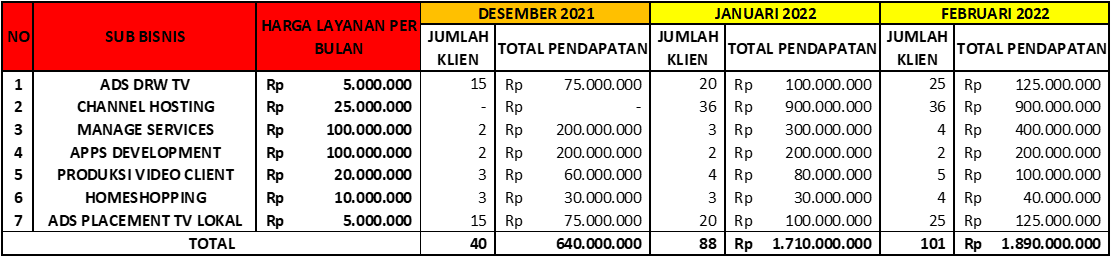 NO SUB BISNIS HARGA LAYANAN PER BULAN DESEMBER 2021 JANUARI 2022 FEBRUARI 2022
JUMLAH KLIEN TOTAL PENDAPATAN JUMLAH KLIEN TOTAL PENDAPATAN JUMLAH KLIEN TOTAL PENDAPATAN
1 ADS DRW TV Rp 5.000.000 15 Rp 75.000.000 20 Rp 100.000.000 25 Rp 125.000.000
2 CHANNEL HOSTING Rp 25.000.000 - Rp - 36 Rp 900.000.000 36 Rp 900.000.000
3 MANAGE SERVICES Rp 100.000.000 2 Rp 200.000.000 3 Rp 300.000.000 4 Rp 400.000.000
4 APPS DEVELOPMENT Rp 100.000.000 2 Rp 200.000.000 2 Rp 200.000.000 2 Rp 200.000.000
5 PRODUKSI VIDEO CLIENT Rp 20.000.000 3 Rp 60.000.000 4 Rp 80.000.000 5 Rp 100.000.000
6 HOMESHOPPING Rp 10.000.000 3 Rp 30.000.000 3 Rp 30.000.000 4 Rp 40.000.000
7 ADS PLACEMENT TV LOKAL Rp 5.000.000 15 Rp 75.000.000 20 Rp 100.000.000 25 Rp 125.000.000
TOTAL 40 640.000.000 88 Rp 1.710.000.000 101 Rp 1.890.000.000